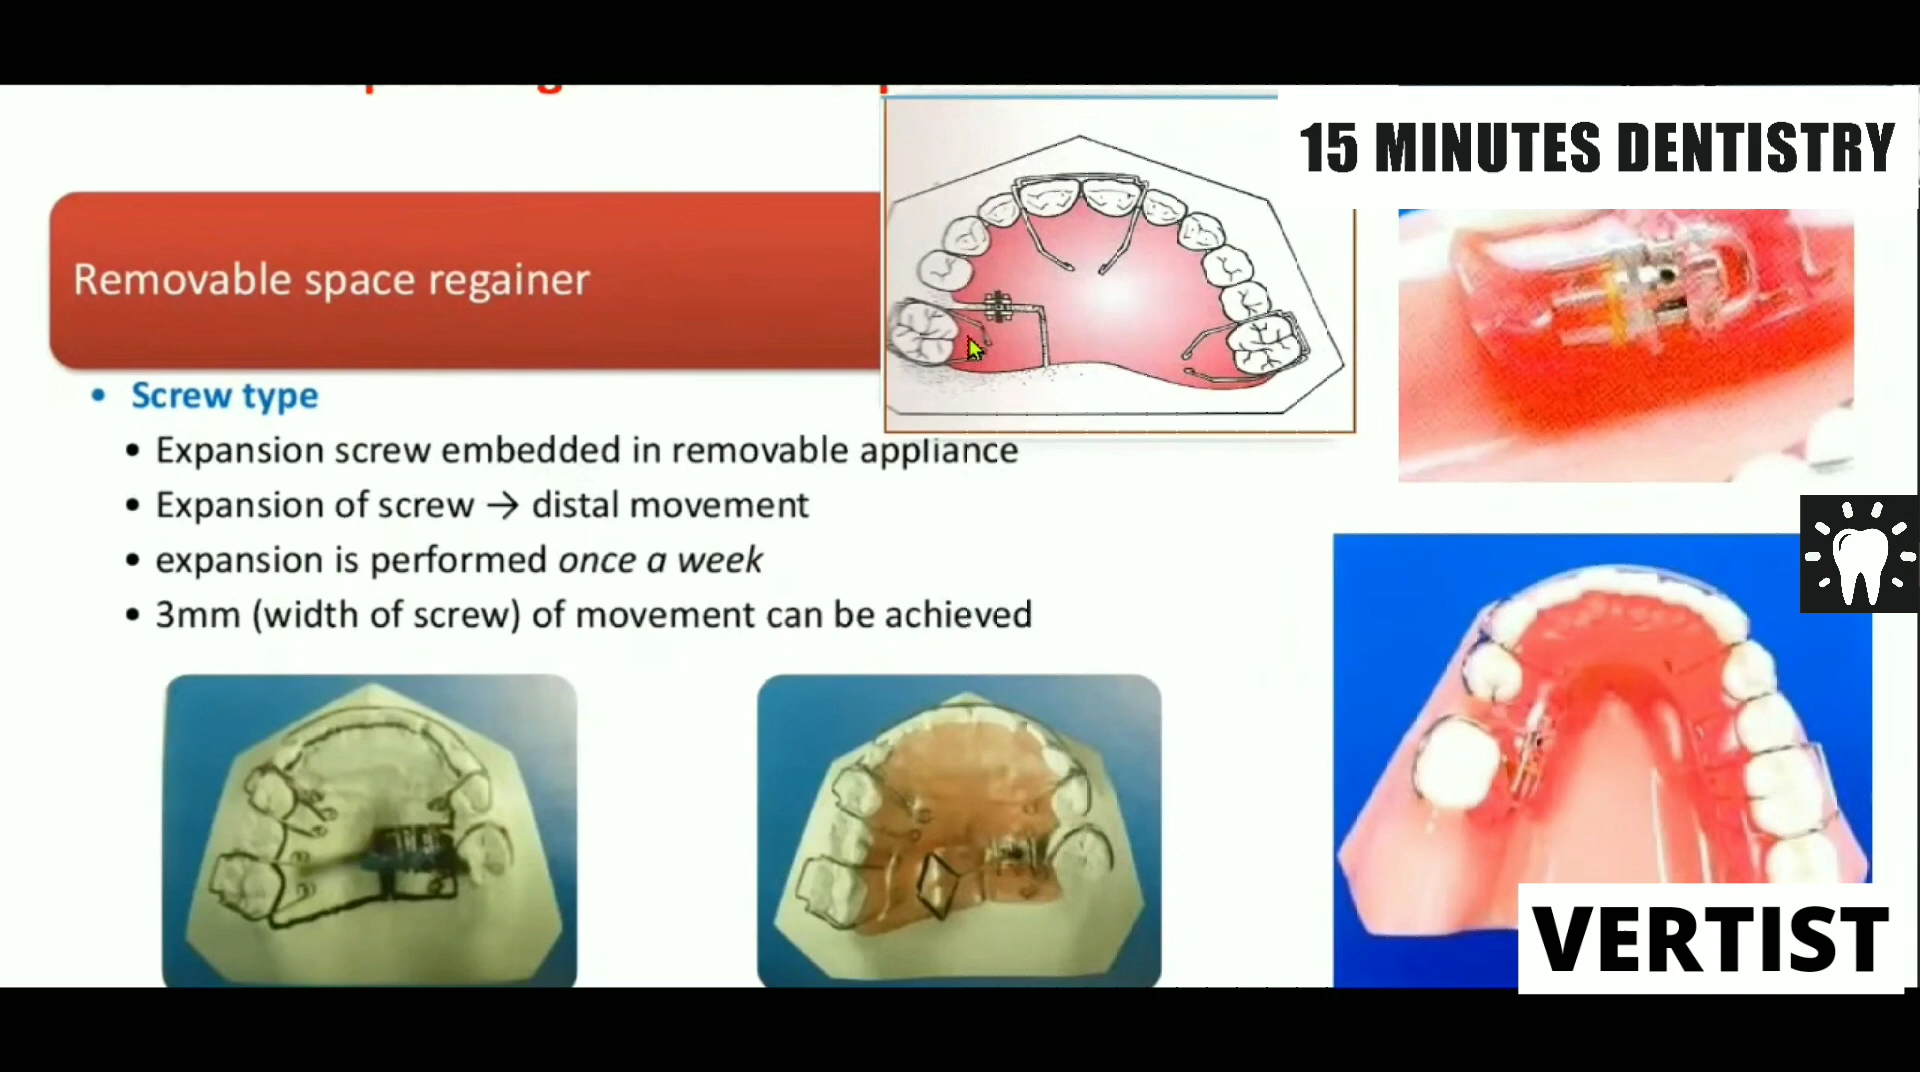 15 MINUTES DENTISTRY
Removable space regainer
• Screw type
• Expansion screw embedded in removable appliance
• Expansion of screw → distal movement
• expansion is performed once a week
• 3mm (width of screw) of movement can be achieved
VERTIST